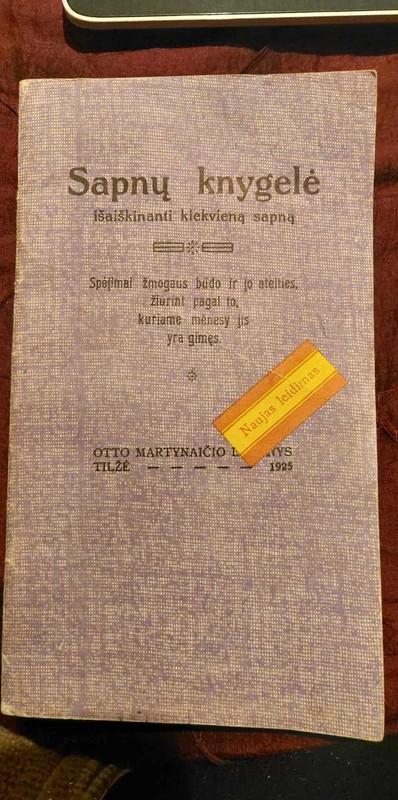 Sapnų knygelė
išaiškinanti kiekvieną sapną
Spėjimai žmogaus būdo ir jo ateities,
žiūrint pagal to,
kuriame mėnesy jis
yra gimęs.
Naujas leidimas
OTTO MARTYNAIČIO
TILŽĖ — — — — — — 1925